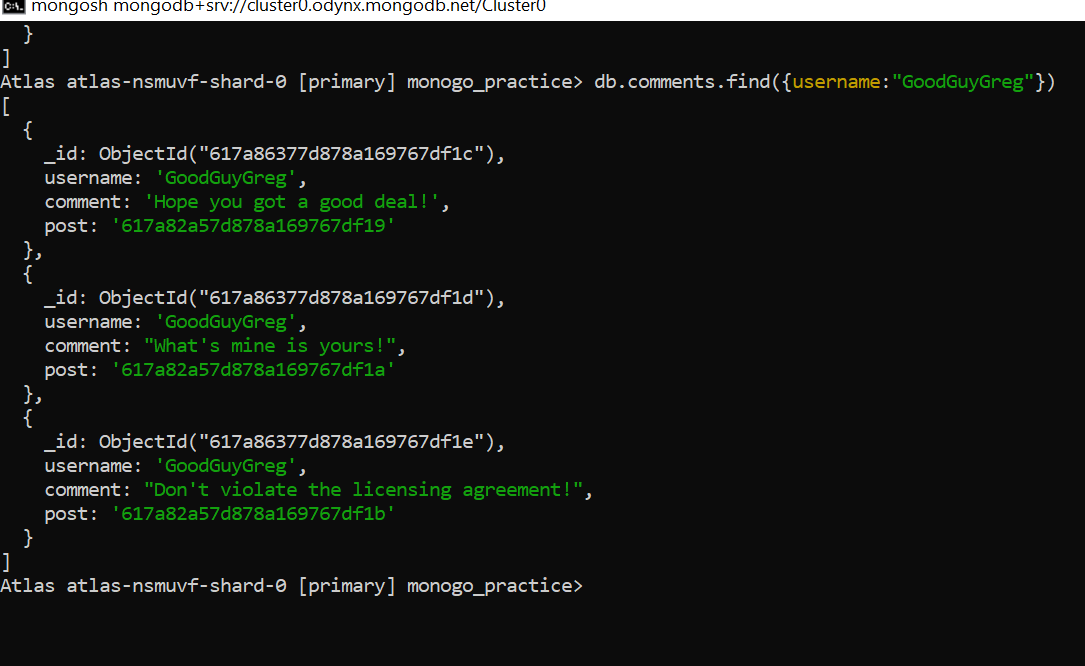 mongosh mongodb+srv://cluster0.odynx.mongodb.net/Cluster0
  }
]
Atlas atlas-nsmuvf-shard-0 [primary] monogo_practice> db.comments.find({username:"GoodGuyGreg"})
[
  {
    _id: ObjectId("617a86377d878a169767df1c"),
    username: 'GoodGuyGreg',
    comment: 'Hope you got a good deal!',
    post: '617a82a57d878a169767df19'
  },
  {
    _id: ObjectId("617a86377d878a169767df1d"),
    username: 'GoodGuyGreg',
    comment: "What's mine is yours!",
    post: '617a82a57d878a169767df1a'
  },
  {
    _id: ObjectId("617a86377d878a169767df1e"),
    username: 'GoodGuyGreg',
    comment: "Don't violate the licensing agreement!",
    post: '617a82a57d878a169767df1b'
  }
]
Atlas atlas-nsmuvf-shard-0 [primary] monogo_practice>